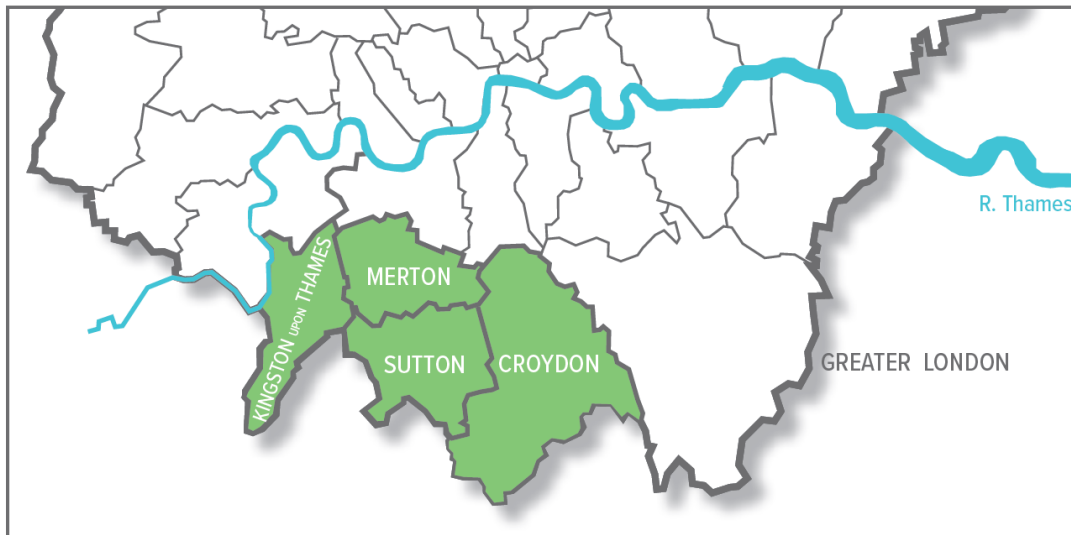 R. Thames
KINGSTON UPON THAMES
MERTON
SUTTON
CROYDON
GREATER LONDON